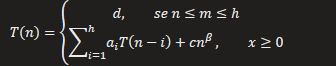 d, se n ≤ m ≤ h
T(n) = { ∑_{i=1}^{h} a_i T(n − i) + cn^β , x ≥ 0